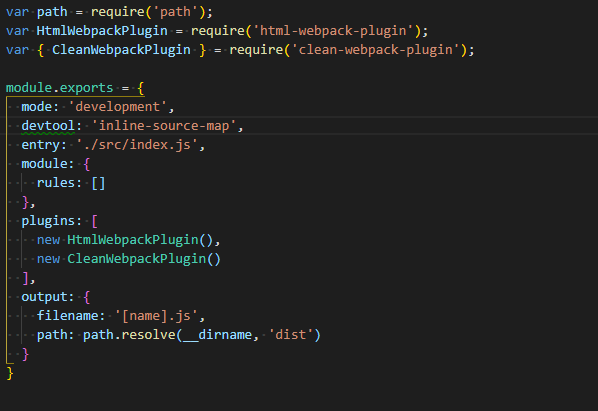 var path = require('path');
var HtmlWebpackPlugin = require('html-webpack-plugin');
var { CleanWebpackPlugin } = require('clean-webpack-plugin');

module.exports = {
  mode: 'development',
  devtool: 'inline-source-map',
  entry: './src/index.js',
  module: {
    rules: []
  },
  plugins: [
    new HtmlWebpackPlugin(),
    new CleanWebpackPlugin()
  ],
  output: {
    filename: '[name].js',
    path: path.resolve(__dirname, 'dist')
  }
}